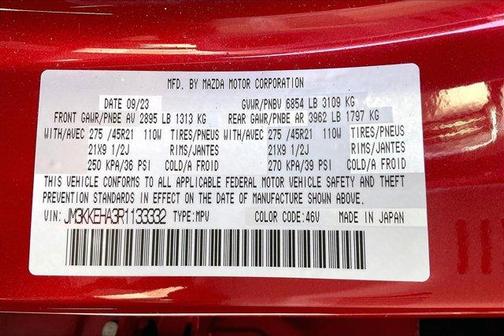 MFD. BY MAZDA MOTOR CORPORATION
DATE 09/23 GVWR/PNBV 6854 LB 3109 KG
FRONT GAWR/PNBE AV 2895 LB 1313 KG REAR GAWR/PNBE AR 3962 LB 1797 KG
WITH/AVEC 275 /45R21 110W TIRES/PNEUS WITH/AVEC 275 /45R21 110W TIRES/PNEUS
21X9 1/2J RIMS/JANTES 21X9 1/2J RIMS/JANTES
250 KPA/36 PSI COLD/A FROID 270 KPA/39 PSI COLD/A FROID
THIS VEHICLE CONFORMS TO ALL APPLICABLE FEDERAL MOTOR VEHICLE SAFETY AND THEFT
PREVENTION STANDARDS IN EFFECT ON THE DATE OF MANUFACTURE SHOWN ABOVE.
VIN: JM3KKEHA3R1133332 TYPE:MPV COLOR CODE:46V MADE IN JAPAN